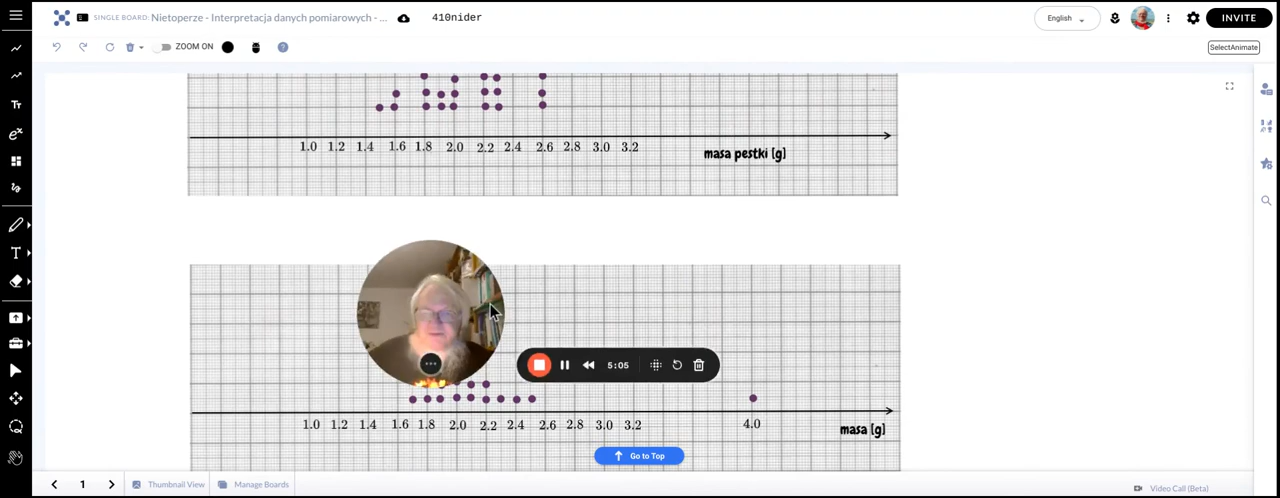 SINGLE BOARD: Nietoperze - Interpretacja danych pomiarowych - ...
410nider
English
INVITE
ZOOM ON
SelectAnimate
Tт
eˣ
T
1.0 1.2 1.4 1.6 1.8 2.0 2.2 2.4 2.6 2.8 3.0 3.2
masa pestki [g]
5:05
1.0 1.2 1.4 1.6 1.8 2.0 2.2 2.4 2.6 2.8 3.0 3.2 4.0
masa [g]
Go to Top
1
Thumbnail View
Manage Boards
Video Call (Beta)